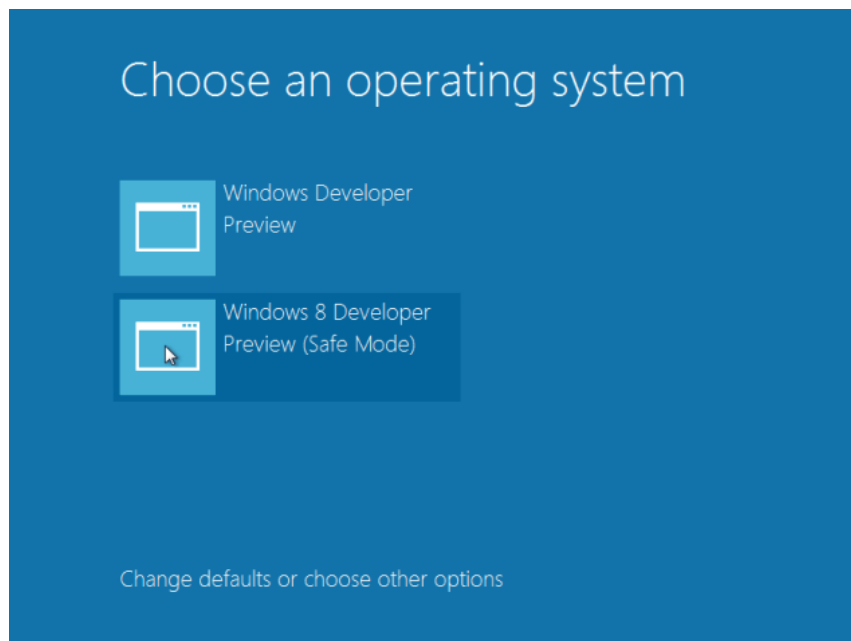 Choose an operating system
Windows Developer
Preview
Windows 8 Developer
Preview (Safe Mode)
Change defaults or choose other options